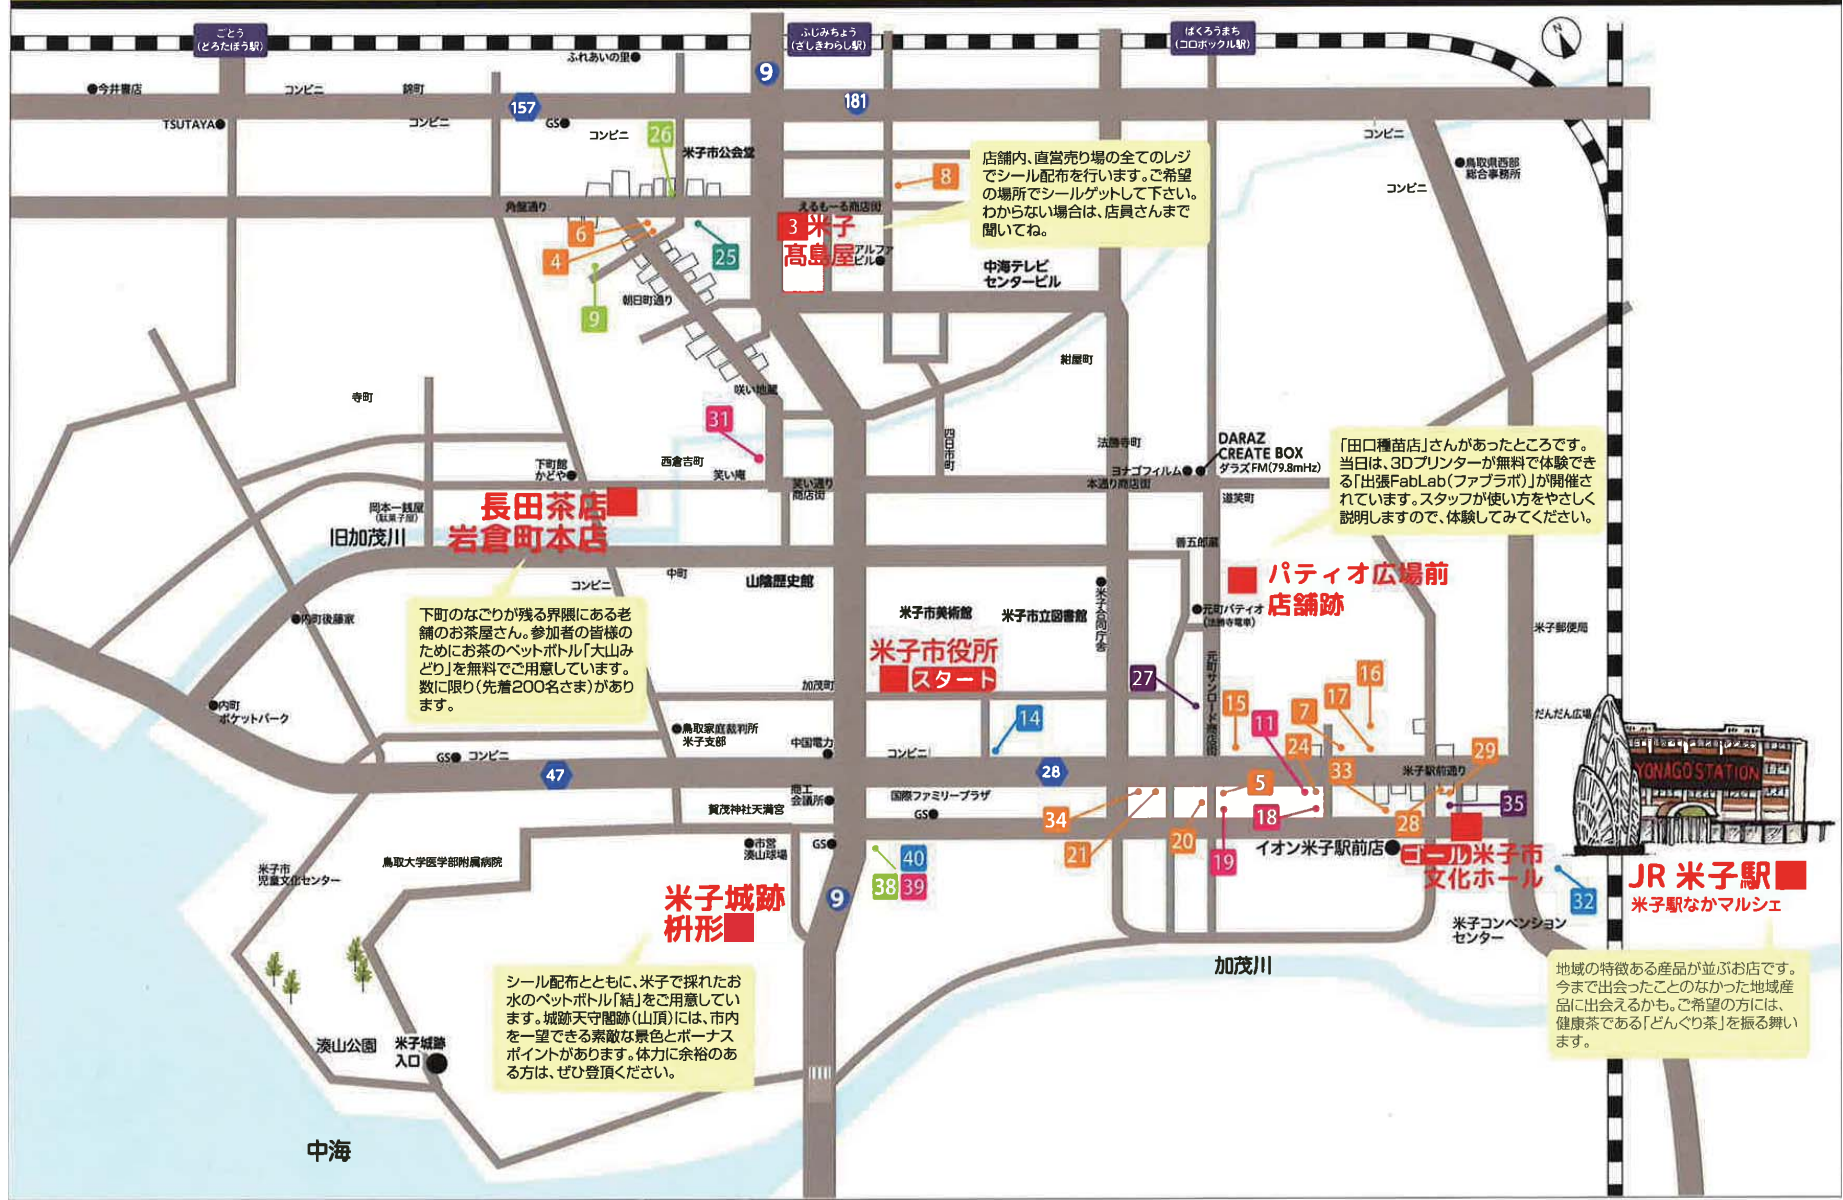 ごとう
(どろたぼう駅)
ふじみちょう
(ざしきわらし駅)
ばくろうまち
(コロボックル駅)
N
ふれあいの里
9
今井書店
コンビニ
錦町
157
181
TSUTAYA
コンビニ
GS
コンビニ
26
米子市公会堂
コンビニ
鳥取県西部
総合事務所
コンビニ
8
店舗内、直営売り場の全てのレジ
でシール配布を行います。ご希望
の場所でシールゲットして下さい。
わからない場合は、店員さんまで
聞いてね。
角盤通り
えるもーる商店街
6
4
25
3
米子
髙島屋
アルファ
ビル
中海テレビ
センタービル
9
朝日町通り
紺屋町
咲い地蔵
寺町
31
四日市町
法勝寺町
DARAZ
CREATE BOX
ダラズFM(79.8mHz)
ヨナゴフィルム
本通り商店街
道笑町
「田口種苗店」さんがあったところです。
当日は、3Dプリンターが無料で体験でき
る「出張FabLab(ファブラボ)」が開催さ
れています。スタッフが使い方をやさしく
説明しますので、体験してみてください。
下町館
かどや
西倉吉町
笑い庵
笑い通り
商店街
岡本一銭屋
(駄菓子屋)
長田茶店
岩倉町本店
旧加茂川
善五郎蔵
中町
コンビニ
山陰歴史館
パティオ広場前
店舗跡
下町のなごりが残る界隈にある老
舗のお茶屋さん。参加者の皆様の
ためにお茶のペットボトル「大山み
どり」を無料でご用意しています。
数に限り(先着200名さま)があり
ます。
内町後藤家
米子市美術館
米子市立図書館
米子合同庁舎
元町パティオ
(法勝寺電車)
米子郵便局
米子市役所
スタート
加茂町
27
元町サンロード商店街
16
17
15
7
11
24
33
29
だんだん広場
内町
ポケットパーク
鳥取家庭裁判所
米子支部
14
中国電力
コンビニ
GS
コンビニ
47
28
米子駅前通り
YONAGO STATION
商工
会議所
国際ファミリープラザ
5
35
賀茂神社天満宮
GS
34
18
28
21
20
19
イオン米子駅前店
ゴール
米子市
文化ホール
市営
湊山球場
GS
40
38
39
鳥取大学医学部附属病院
米子市
児童文化センター
米子城跡
枡形
9
32
JR 米子駅
米子駅なかマルシェ
米子コンベンション
センター
加茂川
地域の特徴ある産品が並ぶお店です。
今まで出会ったことのなかった地域産
品に出会えるかも。ご希望の方には、
健康茶である「どんぐり茶」を振る舞い
ます。
シール配布とともに、米子で採れたお
水のペットボトル「結」をご用意してい
ます。城跡天守閣跡(山頂)には、市内
を一望できる素敵な景色とボーナス
ポイントがあります。体力に余裕のあ
る方は、ぜひ登頂ください。
湊山公園
米子城跡
入口
中海